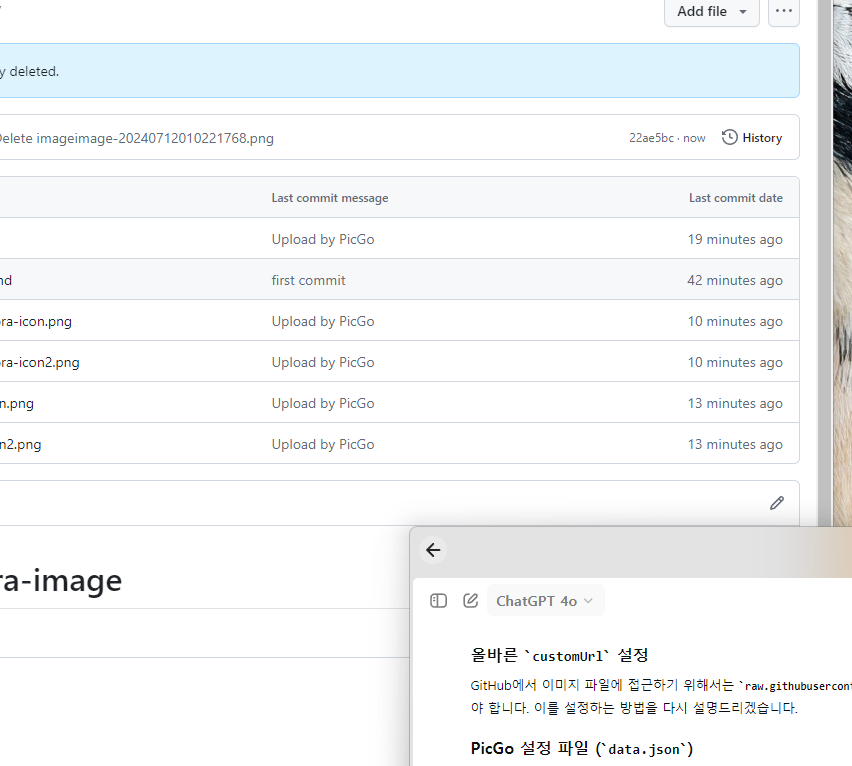 Add file
y deleted.
Delete imageimage-20240712010221768.png
22ae5bc · now
History
Last commit message
Last commit date
Upload by PicGo
19 minutes ago
nd
first commit
42 minutes ago
ora-icon.png
Upload by PicGo
10 minutes ago
ora-icon2.png
Upload by PicGo
10 minutes ago
n.png
Upload by PicGo
13 minutes ago
n2.png
Upload by PicGo
13 minutes ago
ra-image
ChatGPT 4o
올바른 `customUrl` 설정
GitHub에서 이미지 파일에 접근하기 위해서는 `raw.githubusercont
야 합니다. 이를 설정하는 방법을 다시 설명드리겠습니다.
PicGo 설정 파일 (`data.json`)